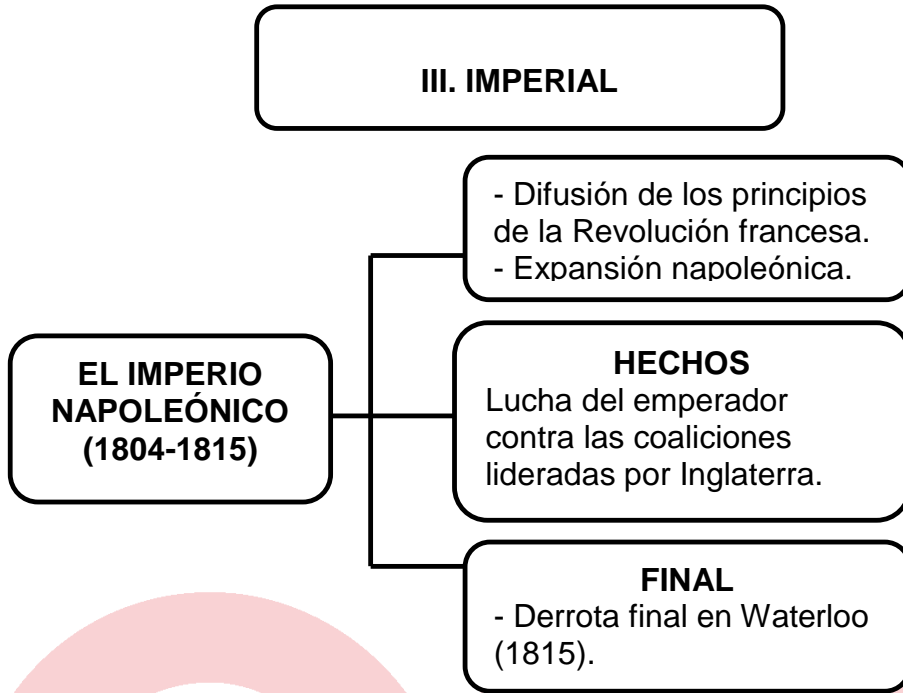 III. IMPERIAL
- Difusión de los principios
de la Revolución francesa.
- Expansión napoleónica.
EL IMPERIO
NAPOLEÓNICO
(1804-1815)
HECHOS
Lucha del emperador
contra las coaliciones
lideradas por Inglaterra.
FINAL
- Derrota final en Waterloo
(1815).